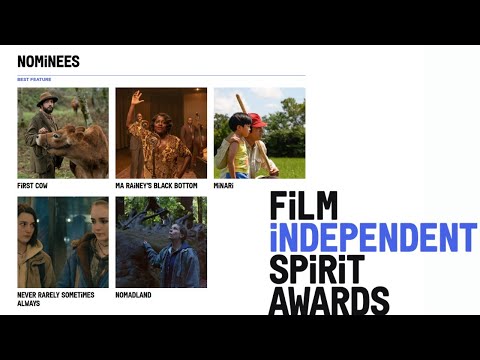 NOMiNEES
BEST FEATURE
FiRST COW
MA RAiNEY'S BLACK BOTTOM
MiNARi
NEVER RARELY SOMETiMES
ALWAYS
NOMADLAND
FiLM
iNDEPENDENT
SPiRiT
AWARDS